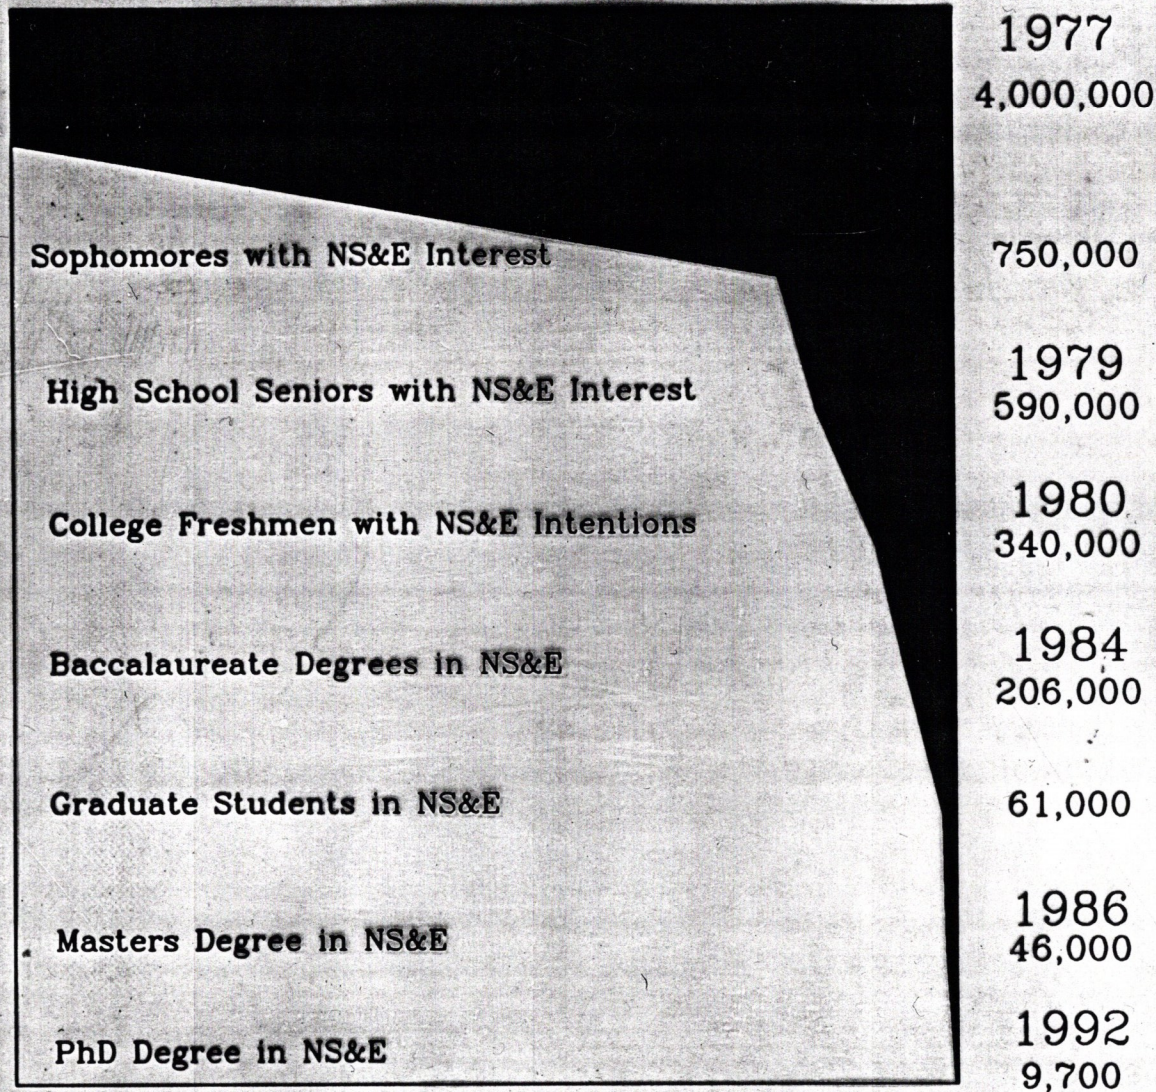 1977
4,000,000
Sophomores with NS&E Interest 750,000
1979
High School Seniors with NS&E Interest 590,000
1980
College Freshmen with NS&E Intentions 340,000
1984
Baccalaureate Degrees in NS&E 206,000
Graduate Students in NS&E 61,000
1986
Masters Degree in NS&E 46,000
1992
PhD Degree in NS&E 9,700